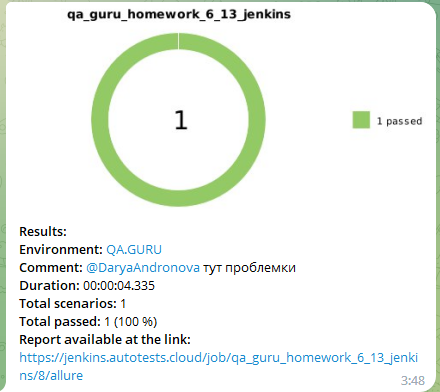 qa_guru_homework_6_13_jenkins
1
1 passed
Results:
Environment: QA.GURU
Comment: @DaryaAndronova тут проблемки
Duration: 00:00:04.335
Total scenarios: 1
Total passed: 1 (100 %)
Report available at the link:
https://jenkins.autotests.cloud/job/qa_guru_homework_6_13_jenki
ns/8/allure
3:48